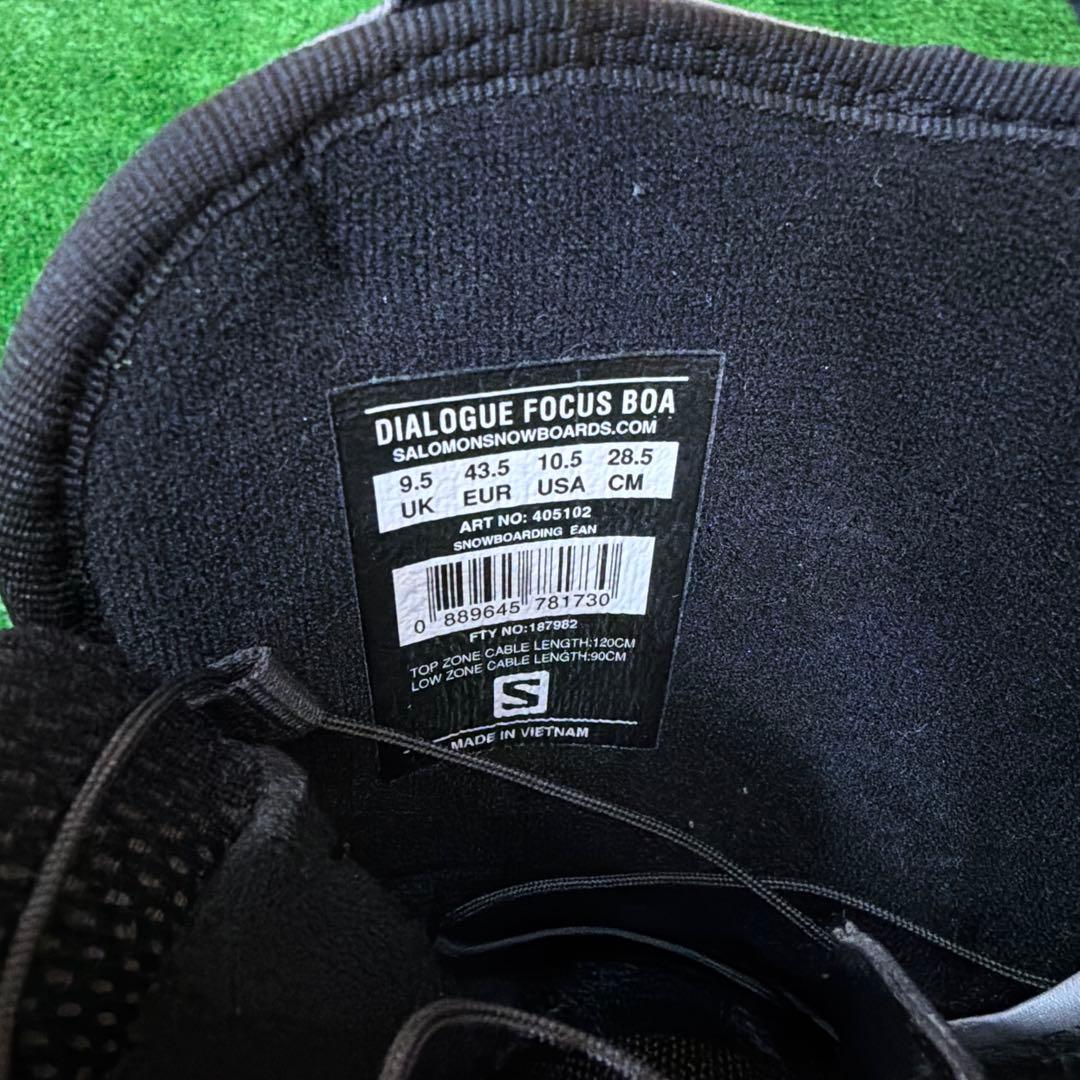 DIALOGUE FOCUS BOA
SALOMONSNOWBOARDS.COM
9.5 43.5 10.5 28.5
UK EUR USA CM
ART NO: 405102
SNOWBOARDING EAN
0 889645 781730
FTY NO:187982
TOP ZONE CABLE LENGTH:120CM
LOW ZONE CABLE LENGTH:90CM
S
MADE IN VIETNAM